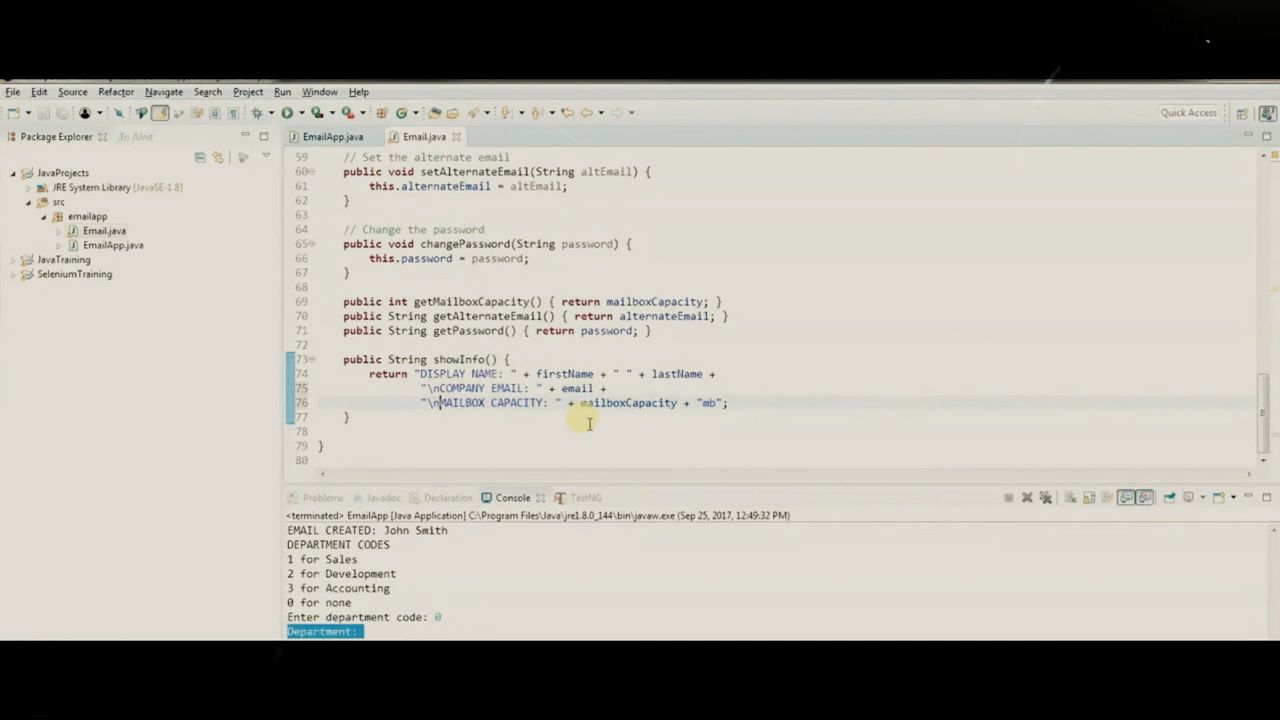 File Edit Source Refactor Navigate Search Project Run Window Help
Quick Access
Package Explorer JUnit
EmailApp.java Email.java
JavaProjects
JRE System Library [JavaSE-1.8]
src
emailapp
Email.java
EmailApp.java
JavaTraining
SeleniumTraining
59 // Set the alternate email
60 public void setAlternateEmail(String altEmail) {
61 this.alternateEmail = altEmail;
62 }
63
64 // Change the password
65 public void changePassword(String password) {
66 this.password = password;
67 }
68
69 public int getMailboxCapacity() { return mailboxCapacity; }
70 public String getAlternateEmail() { return alternateEmail; }
71 public String getPassword() { return password; }
72
73 public String showInfo() {
74 return "DISPLAY NAME: " + firstName + " " + lastName +
75 "\nCOMPANY EMAIL: " + email +
76 "\nMAILBOX CAPACITY: " + mailboxCapacity + "mb";
77 }
78
79 }
80
Problems Javadoc Declaration Console TestNG
<terminated> EmailApp [Java Application] C:\Program Files\Java\jre1.8.0_144\bin\javaw.exe (Sep 25, 2017, 12:49:32 PM)
EMAIL CREATED: John Smith
DEPARTMENT CODES
1 for Sales
2 for Development
3 for Accounting
0 for none
Enter department code: 0
Department: